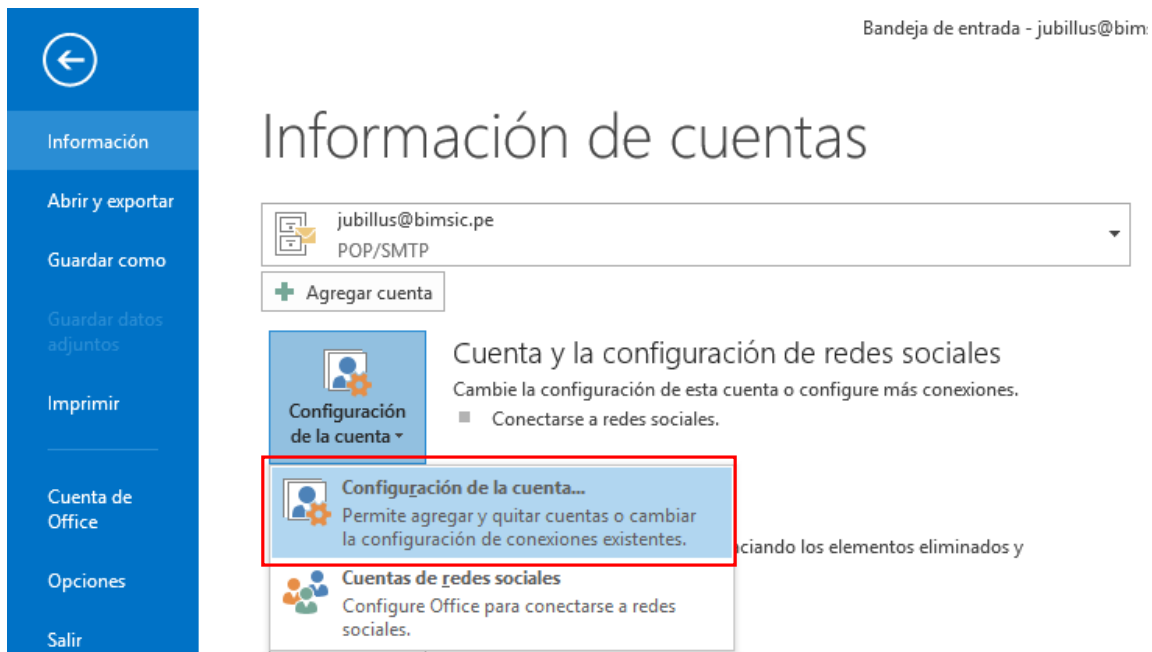 Bandeja de entrada - jubillus@bim
Información
Abrir y exportar
Guardar como
Guardar datos
adjuntos
Imprimir
Cuenta de
Office
Opciones
Salir
Información de cuentas
jubillus@bimsic.pe
POP/SMTP
Agregar cuenta
Configuración
de la cuenta
Cuenta y la configuración de redes sociales
Cambie la configuración de esta cuenta o configure más conexiones.
Conectarse a redes sociales.
Configuración de la cuenta...
Permite agregar y quitar cuentas o cambiar
la configuración de conexiones existentes.
los elementos eliminados y
Cuentas de redes sociales
Configure Office para conectarse a redes
sociales.